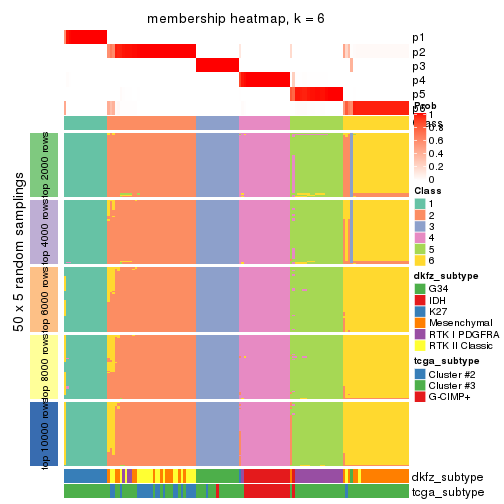 membership heatmap, k = 6
p1
p2
p3
p4
p5
p6
Prob
1
0.8
0.6
0.4
0.2
0
Class
Class
1
2
3
4
5
6
dkfz_subtype
G34
IDH
K27
Mesenchymal
RTK I PDGFRA
RTK II Classic
tcga_subtype
Cluster #2
Cluster #3
G-CIMP+
50 x 5 random samplings
top 2000 rows
top 4000 rows
top 6000 rows
top 8000 rows
top 10000 rows
dkfz_subtype
tcga_subtype